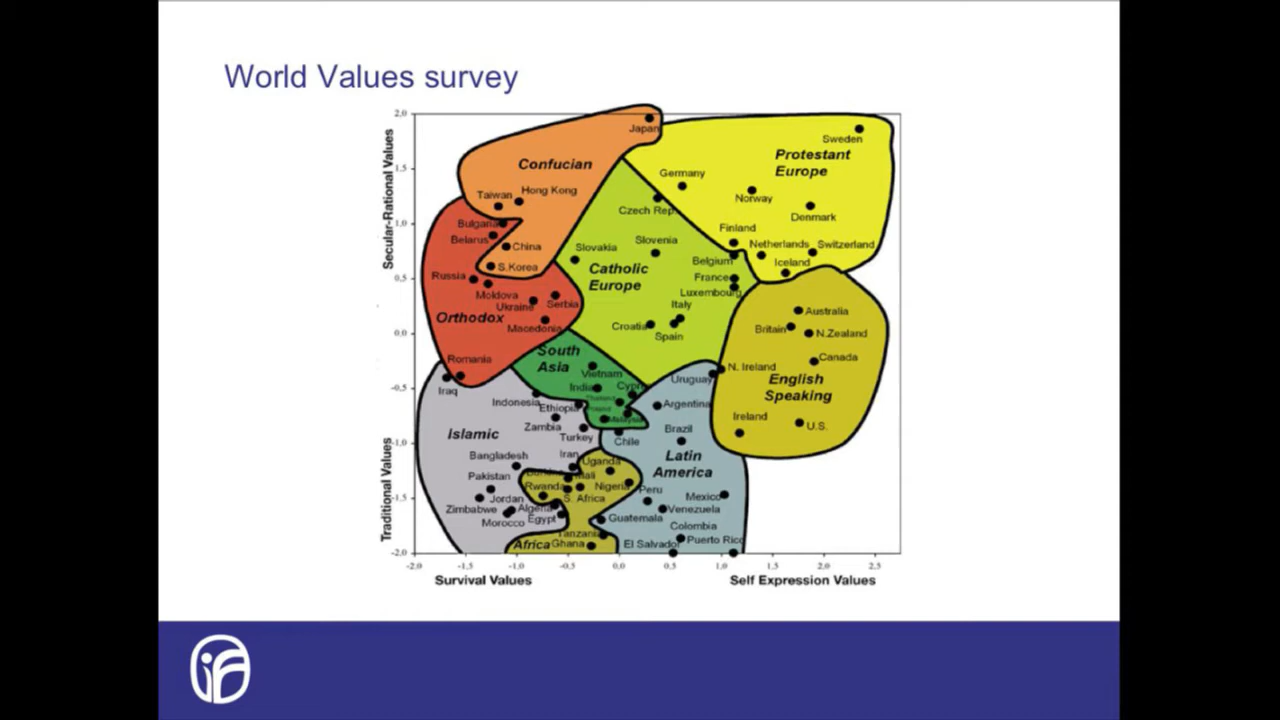 World Values survey
2,0
Japan
Sweden
Secular-Rational Values
Confucian
Protestant
Europe
1,5
Germany
Taiwan
Hong Kong
Norway
Czech Rep.
Denmark
1,0
Bulgaria
Finland
Belarus
China
Slovakia
Slovenia
Netherlands
Switzerland
Belgium
Iceland
S.Korea
Catholic
Europe
Russia
0,5
France
Moldova
Luxembourg
Ukraine
Serbia
Italy
Australia
Orthodox
Macedonia
Croatia
Spain
Britain
N.Zealand
0,0
South
Asia
Romania
Canada
Vietnam
N. Ireland
Uruguay
English
Speaking
-0,5
Iraq
India
Indonesia
Ethiopia
Argentina
Malaysia
Ireland
U.S.
Zambia
Turkey
Chile
Brazil
Islamic
-1,0
Traditional Values
Bangladesh
Iran
Uganda
Latin
America
Pakistan
Mali
Rwanda
Nigeria
Peru
Jordan
S. Africa
Mexico
-1,5
Zimbabwe
Algeria
Venezuela
Morocco
Egypt
Guatemala
Colombia
Tanzania
Africa
Ghana
El Salvador
Puerto Rico
-2,0
-2,0 -1,5 -1,0 -0,5 0,0 0,5 1,0 1,5 2,0 2,5
Survival Values
Self Expression Values